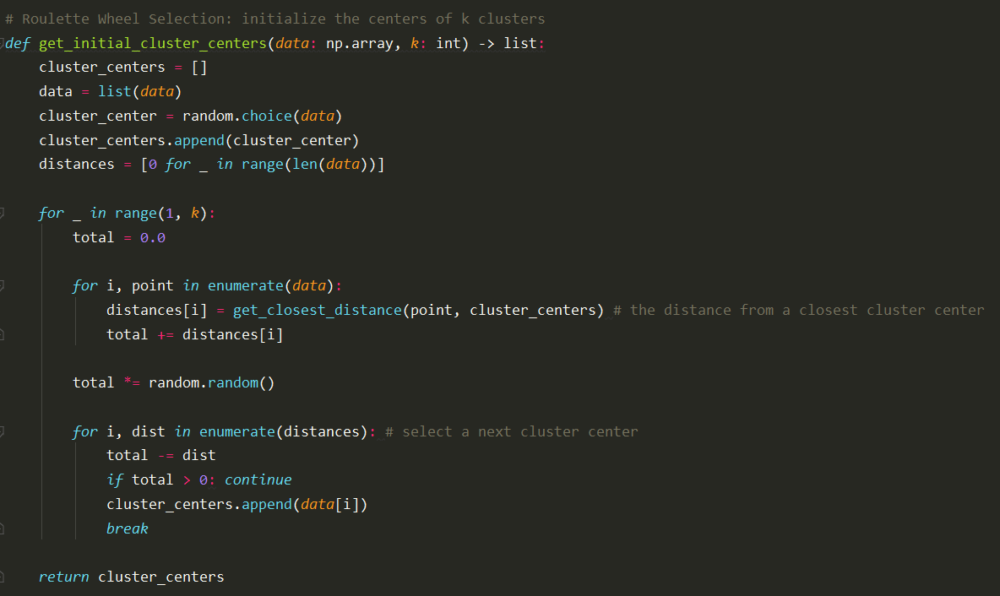 # Roulette Wheel Selection: initialize the centers of k clusters
def get_initial_cluster_centers(data: np.array, k: int) -> list:
    cluster_centers = []
    data = list(data)
    cluster_center = random.choice(data)
    cluster_centers.append(cluster_center)
    distances = [0 for _ in range(len(data))]

    for _ in range(1, k):
        total = 0.0

        for i, point in enumerate(data):
            distances[i] = get_closest_distance(point, cluster_centers) # the distance from a closest cluster center
            total += distances[i]

        total *= random.random()

        for i, dist in enumerate(distances): # select a next cluster center
            total -= dist
            if total > 0: continue
            cluster_centers.append(data[i])
            break

    return cluster_centers